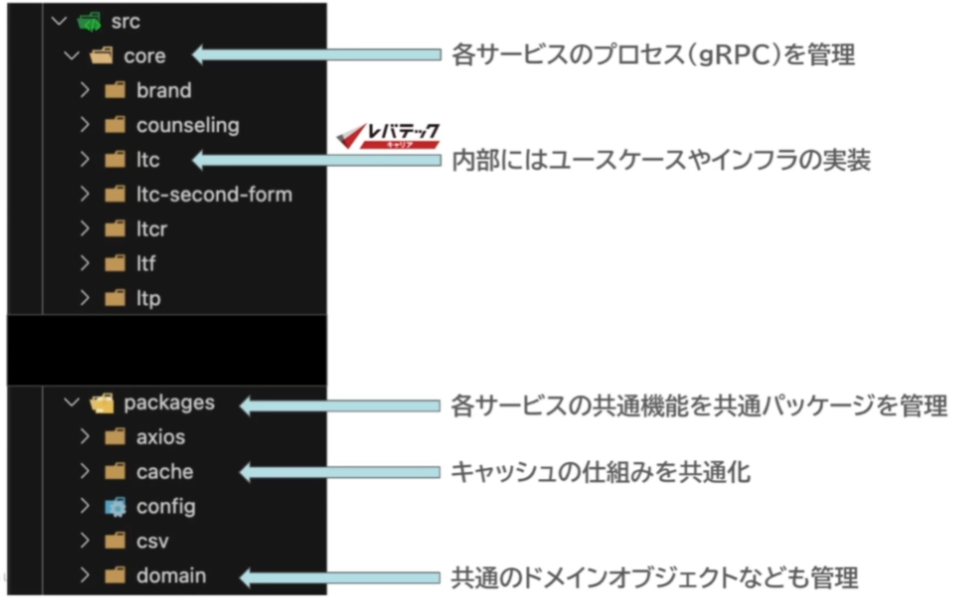 src
core
各サービスのプロセス(gRPC)を管理
brand
counseling
レバテック
キャリア
ltc
内部にはユースケースやインフラの実装
ltc-second-form
ltcr
ltf
ltp
packages
各サービスの共通機能を共通パッケージを管理
axios
cache
キャッシュの仕組みを共通化
config
csv
domain
共通のドメインオブジェクトなども管理